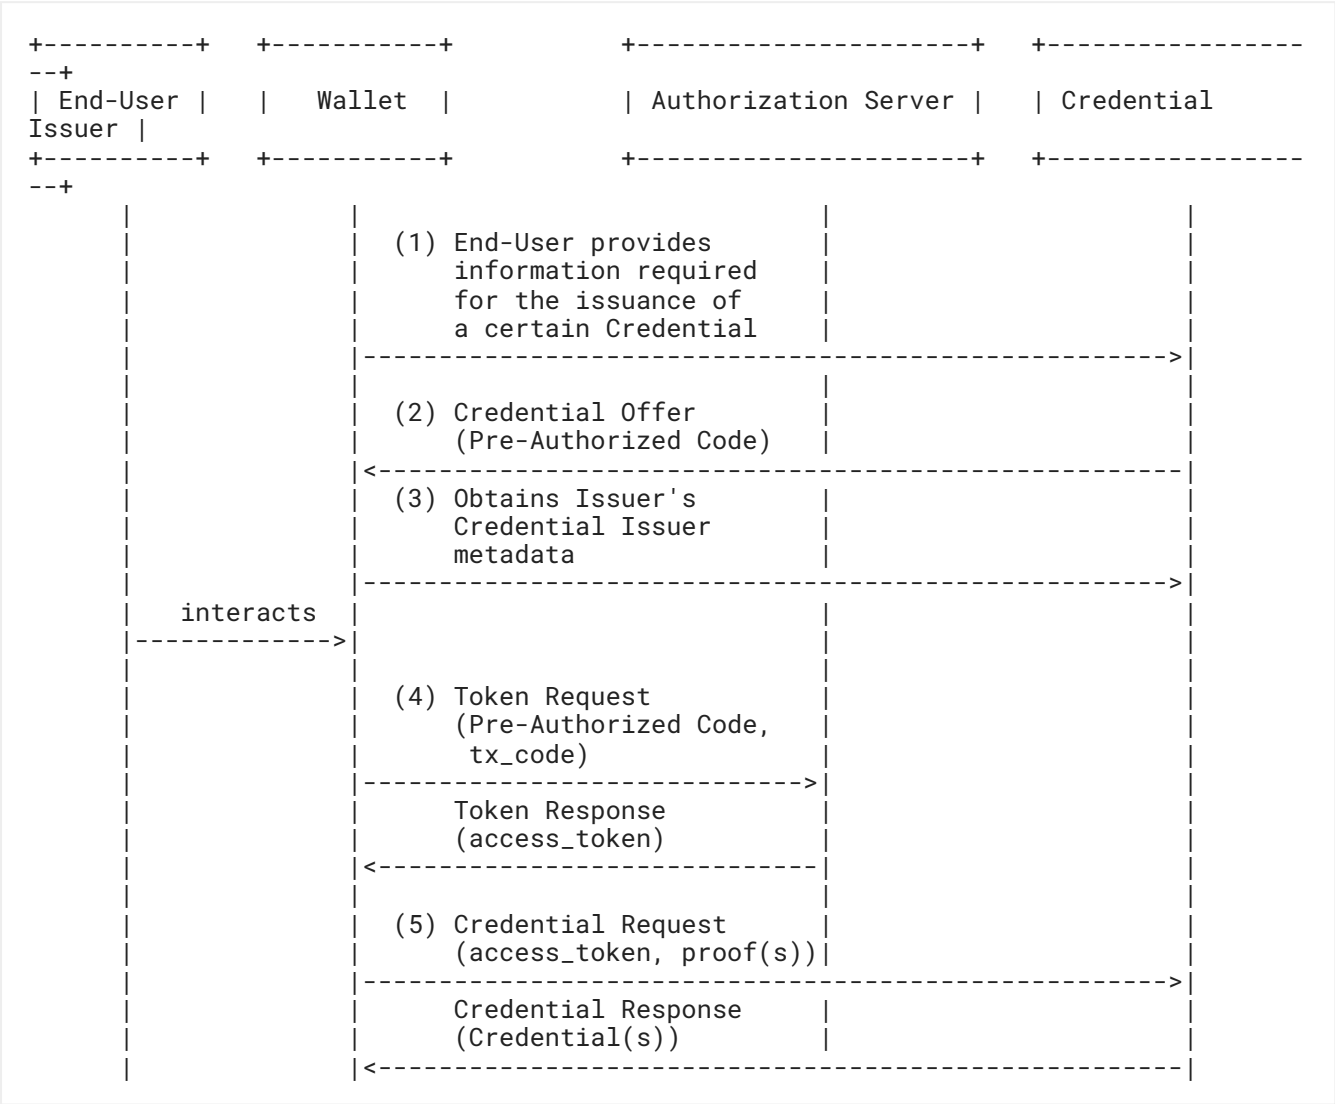 +----------+   +-----------+           +----------------------+   +-----------------
--+
| End-User |   |   Wallet  |           | Authorization Server |   | Credential
Issuer |
+----------+   +-----------+           +----------------------+   +-----------------
--+
      |              |                              |                       |
      |              |  (1) End-User provides       |                       |
      |              |      information required    |                       |
      |              |      for the issuance of     |                       |
      |              |      a certain Credential    |                       |
      |              |----------------------------------------------------->|
      |              |                              |                       |
      |              |  (2) Credential Offer        |                       |
      |              |      (Pre-Authorized Code)   |                       |
      |              |<-----------------------------------------------------|
      |              |  (3) Obtains Issuer's        |                       |
      |              |      Credential Issuer       |                       |
      |              |      metadata                |                       |
      |              |----------------------------------------------------->|
      |   interacts  |                              |                       |
      |------------->|                              |                       |
      |              |                              |                       |
      |              |  (4) Token Request           |                       |
      |              |      (Pre-Authorized Code,   |                       |
      |              |       tx_code)               |                       |
      |              |----------------------------->|                       |
      |              |      Token Response          |                       |
      |              |      (access_token)          |                       |
      |              |<-----------------------------|                       |
      |              |                              |                       |
      |              |  (5) Credential Request      |                       |
      |              |      (access_token, proof(s))|                       |
      |              |----------------------------------------------------->|
      |              |      Credential Response     |                       |
      |              |      (Credential(s))         |                       |
      |              |<-----------------------------------------------------|